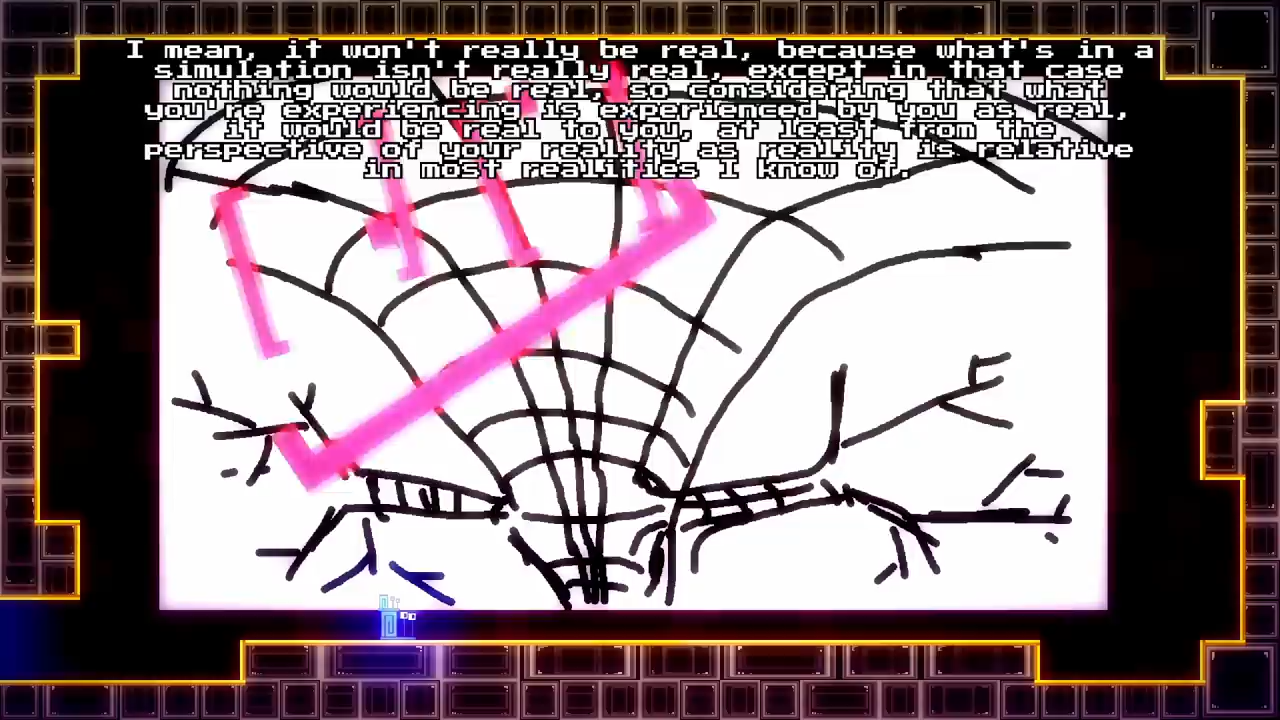 I mean, it won't really be real, because what's in a
simulation isn't really real, except in that case
nothing would be real, so considering that what
you're experiencing is experienced by you as real,
it would be real to you, at least from the
perspective of your reality as reality is relative
in most realities I know of.